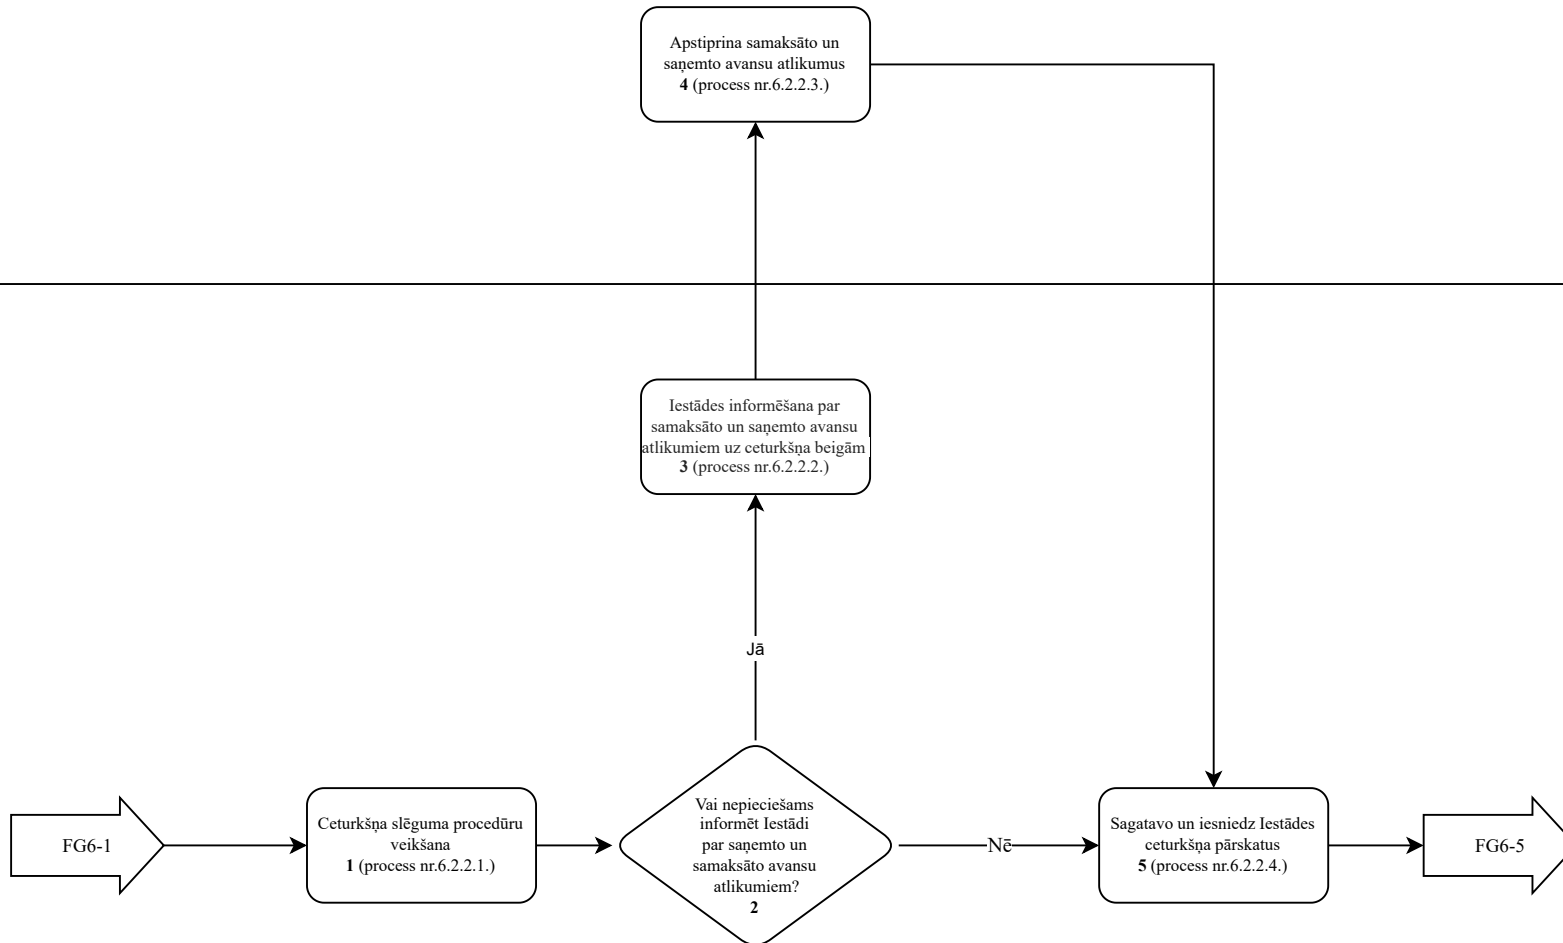 Apstiprina samaksāto un
saņemto avansu atlikumus
4 (process nr.6.2.2.3.)
Iestādes informēšana par
samaksāto un saņemto avansu
atlikumiem uz ceturkšņa beigām
3 (process nr.6.2.2.2.)
Jā
FG6-1
Ceturkšņa slēguma procedūru
veikšana
1 (process nr.6.2.2.1.)
Vai nepieciešams
informēt Iestādi
par saņemto un
samaksāto avansu
atlikumiem?
2
Nē
Sagatavo un iesniedz Iestādes
ceturkšņa pārskatus
5 (process nr.6.2.2.4.)
FG6-5